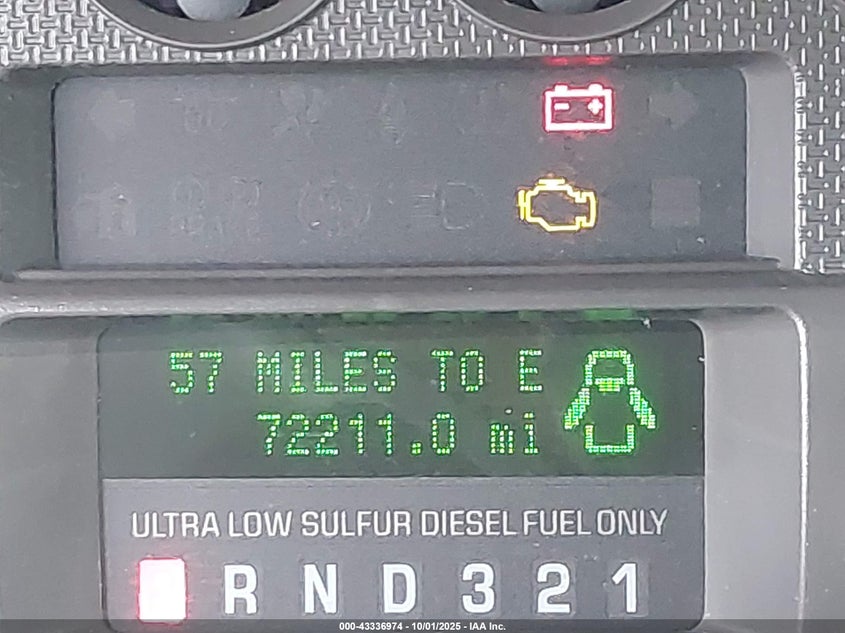 57 MILES TO E
72211.0 mi
ULTRA LOW SULFUR DIESEL FUEL ONLY
R N D 3 2 1
000-43336974 - 10/01/2025 - IAA Inc.